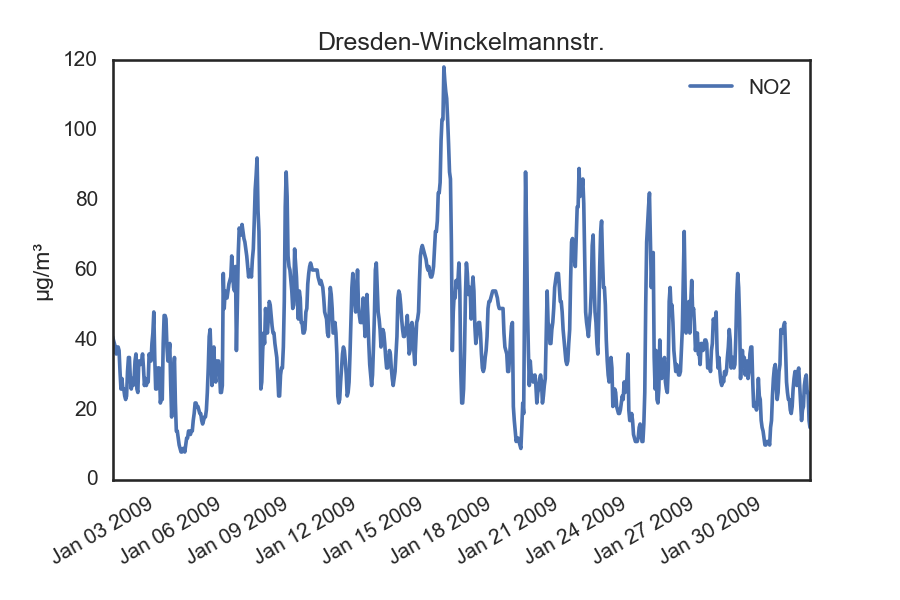 Dresden-Winckelmannstr.
NO2
µg/m³
120
100
80
60
40
20
0
Jan 03 2009
Jan 06 2009
Jan 09 2009
Jan 12 2009
Jan 15 2009
Jan 18 2009
Jan 21 2009
Jan 24 2009
Jan 27 2009
Jan 30 2009